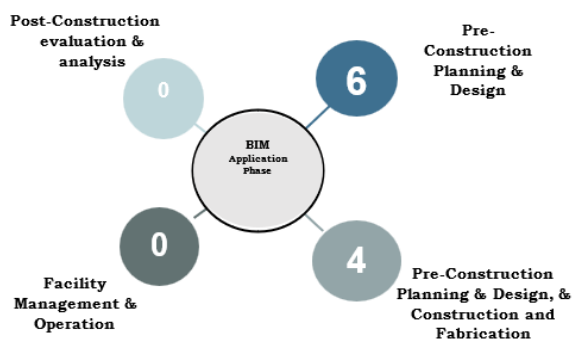 Post-Construction
evaluation &
analysis
0
6
Pre-
Construction
Planning &
Design
BIM
Application
Phase
0
Facility
Management &
Operation
4
Pre-Construction
Planning & Design, &
Construction and
Fabrication